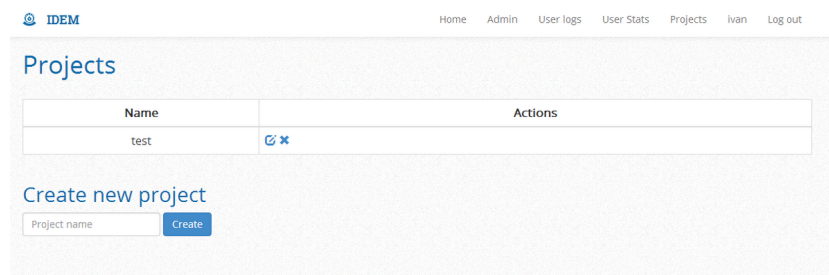 IDEM Home Admin User logs User Stats Projects ivan Log out
Projects
Name Actions
test
Create new project
Project name Create